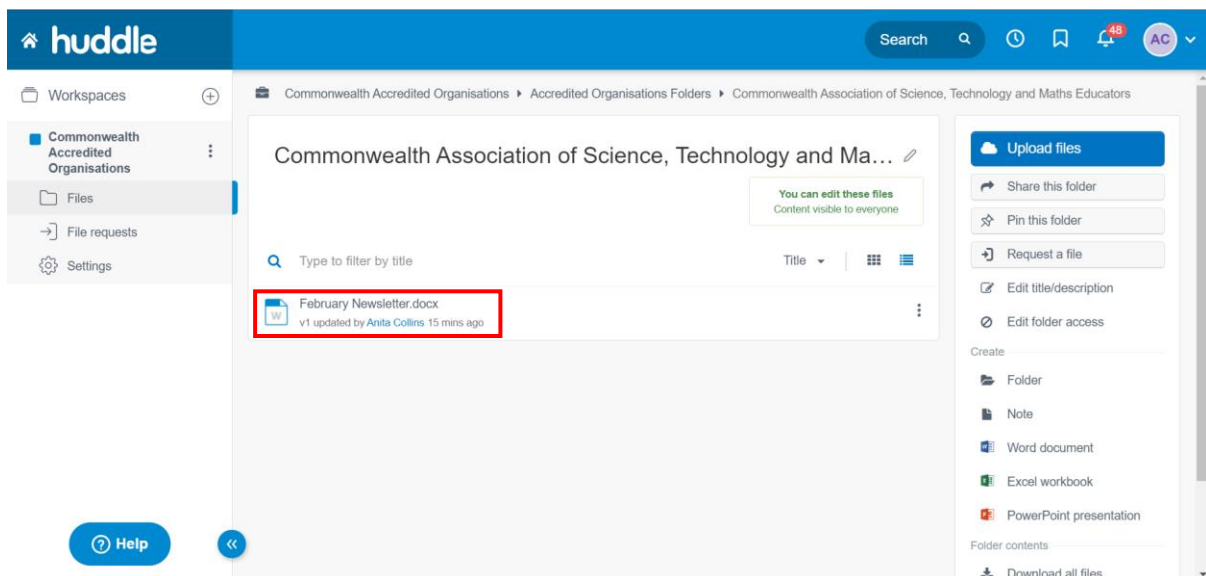 huddle
Search
48
AC
Workspaces
Commonwealth Accredited Organisations ▸ Accredited Organisations Folders ▸ Commonwealth Association of Science, Technology and Maths Educators
Commonwealth
Accredited
Organisations
Files
File requests
Settings
Help
Commonwealth Association of Science, Technology and Ma...
You can edit these files
Content visible to everyone
Type to filter by title
Title
W
February Newsletter.docx
v1 updated by Anita Collins 15 mins ago
Upload files
Share this folder
Pin this folder
Request a file
Edit title/description
Edit folder access
Create
Folder
Note
Word document
Excel workbook
PowerPoint presentation
Folder contents
Download all files